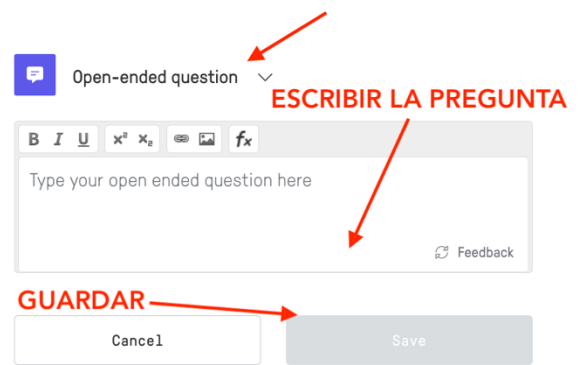 Open-ended question
ESCRIBIR LA PREGUNTA
B I U x² x₂ fx
Type your open ended question here
Feedback
GUARDAR
Cancel Save